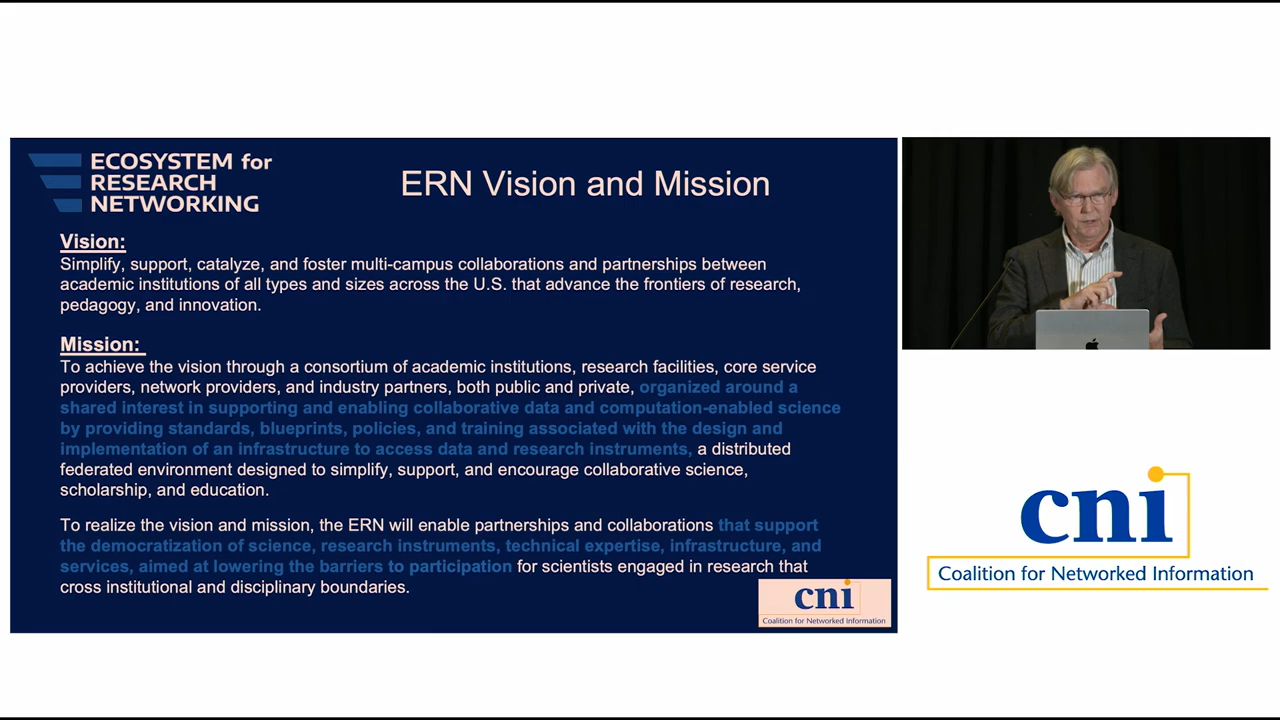 ECOSYSTEM for
RESEARCH
NETWORKING
ERN Vision and Mission
Vision:
Simplify, support, catalyze, and foster multi-campus collaborations and partnerships between
academic institutions of all types and sizes across the U.S. that advance the frontiers of research,
pedagogy, and innovation.
Mission:
To achieve the vision through a consortium of academic institutions, research facilities, core service
providers, network providers, and industry partners, both public and private, organized around a
shared interest in supporting and enabling collaborative data and computation-enabled science
by providing standards, blueprints, policies, and training associated with the design and
implementation of an infrastructure to access data and research instruments, a distributed
federated environment designed to simplify, support, and encourage collaborative science,
scholarship, and education.
To realize the vision and mission, the ERN will enable partnerships and collaborations that support
the democratization of science, research instruments, technical expertise, infrastructure, and
services, aimed at lowering the barriers to participation for scientists engaged in research that
cross institutional and disciplinary boundaries.
cni
Coalition for Networked Information
cni
Coalition for Networked Information